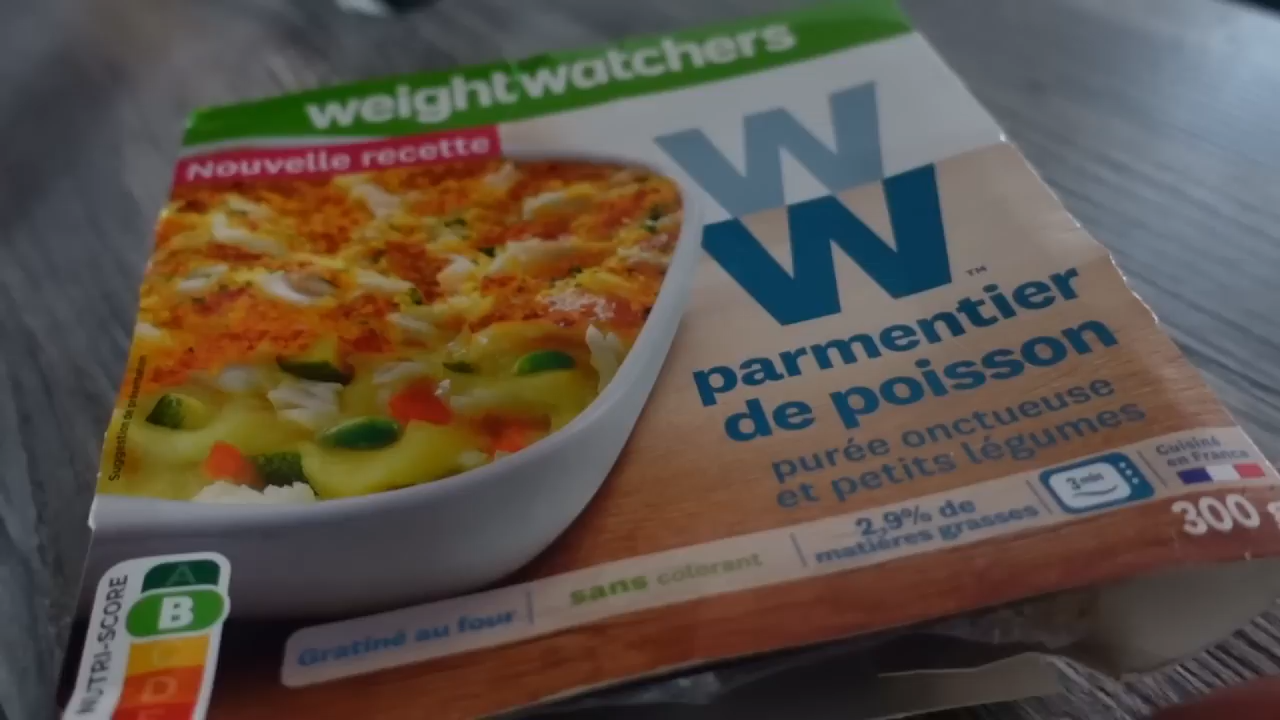 weightwatchers
Nouvelle recette
W
W
™
parmentier
de poisson
purée onctueuse
et petits légumes
Suggestion de présentation
Cuisiné
en France
3 min
2,9% de
matières grasses
sans colorant
Gratiné au four
300 g
NUTRI-SCORE
A
B
C
D